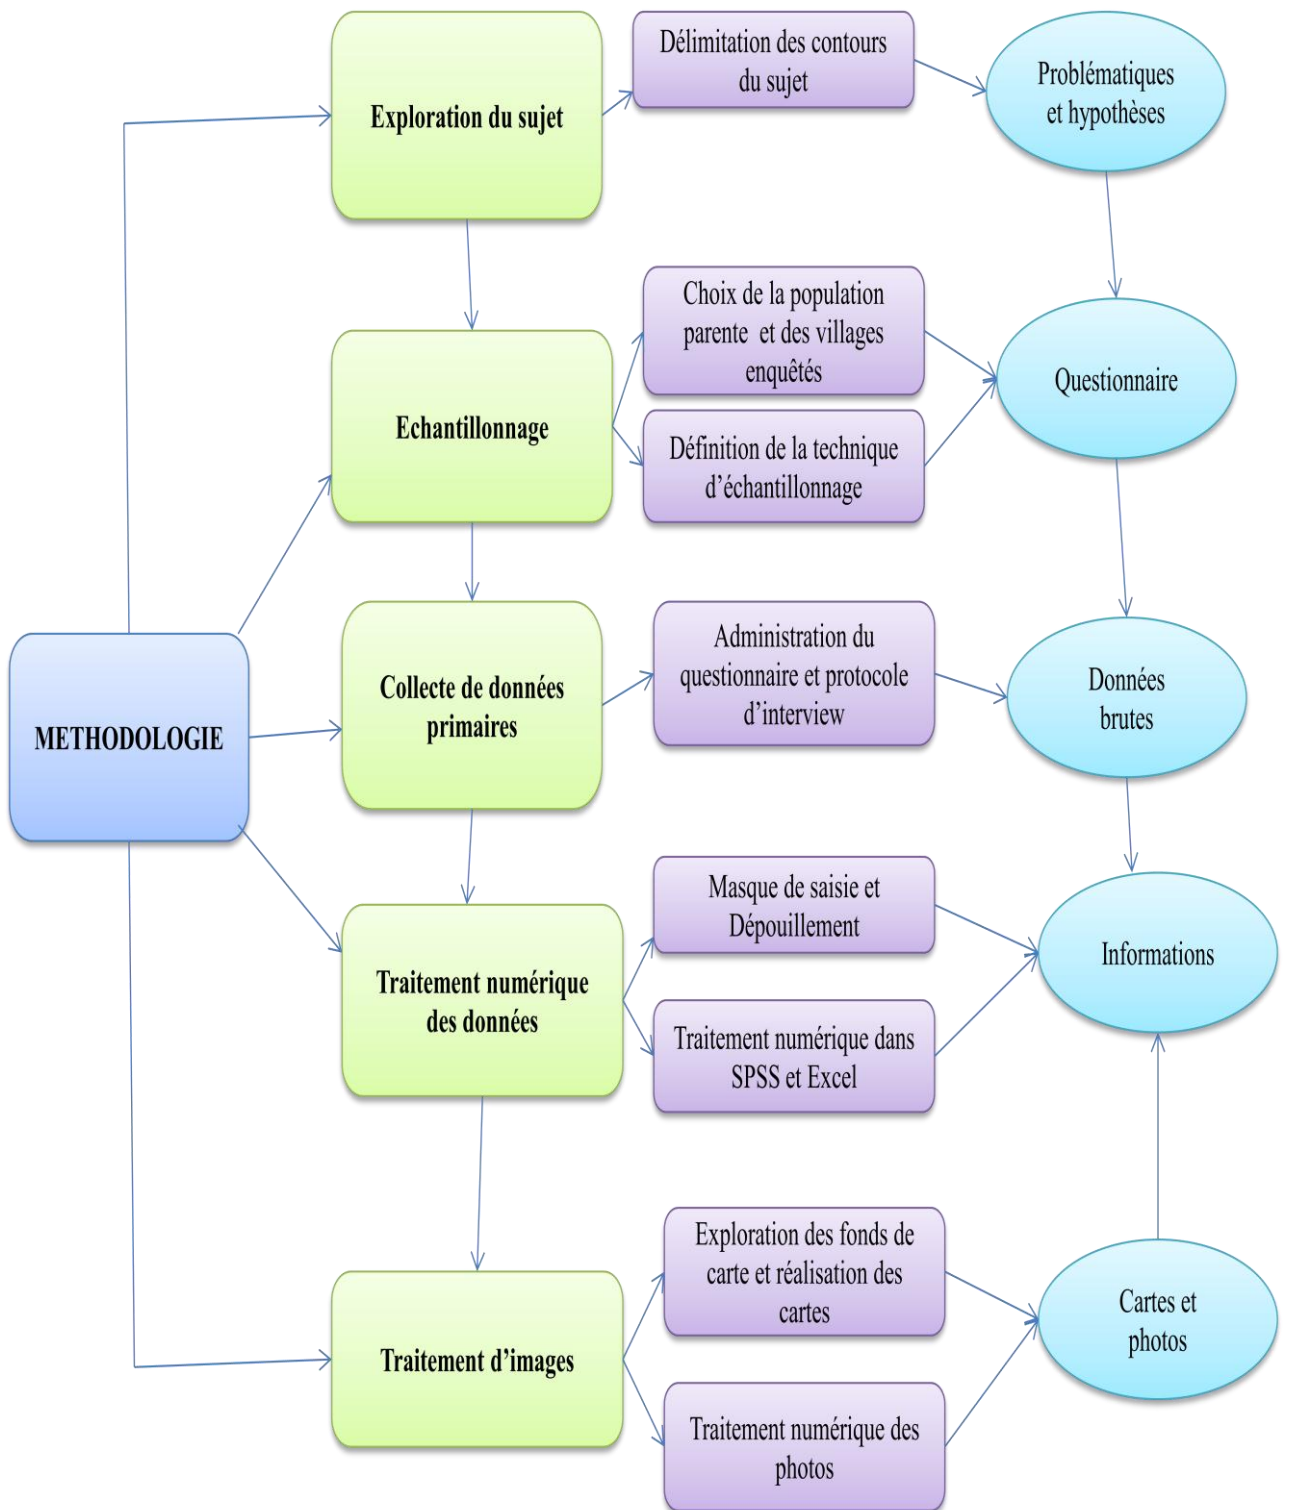 Exploration du sujet
Délimitation des contours
du sujet
Problématiques
et hypothèses
Echantillonnage
Choix de la population
parente et des villages
enquêtés
Définition de la technique
d’échantillonnage
Questionnaire
METHODOLOGIE
Collecte de données
primaires
Administration du
questionnaire et protocole
d’interview
Données
brutes
Traitement numérique
des données
Masque de saisie et
Dépouillement
Traitement numérique dans
SPSS et Excel
Informations
Traitement d’images
Exploration des fonds de
carte et réalisation des
cartes
Traitement numérique des
photos
Cartes et
photos